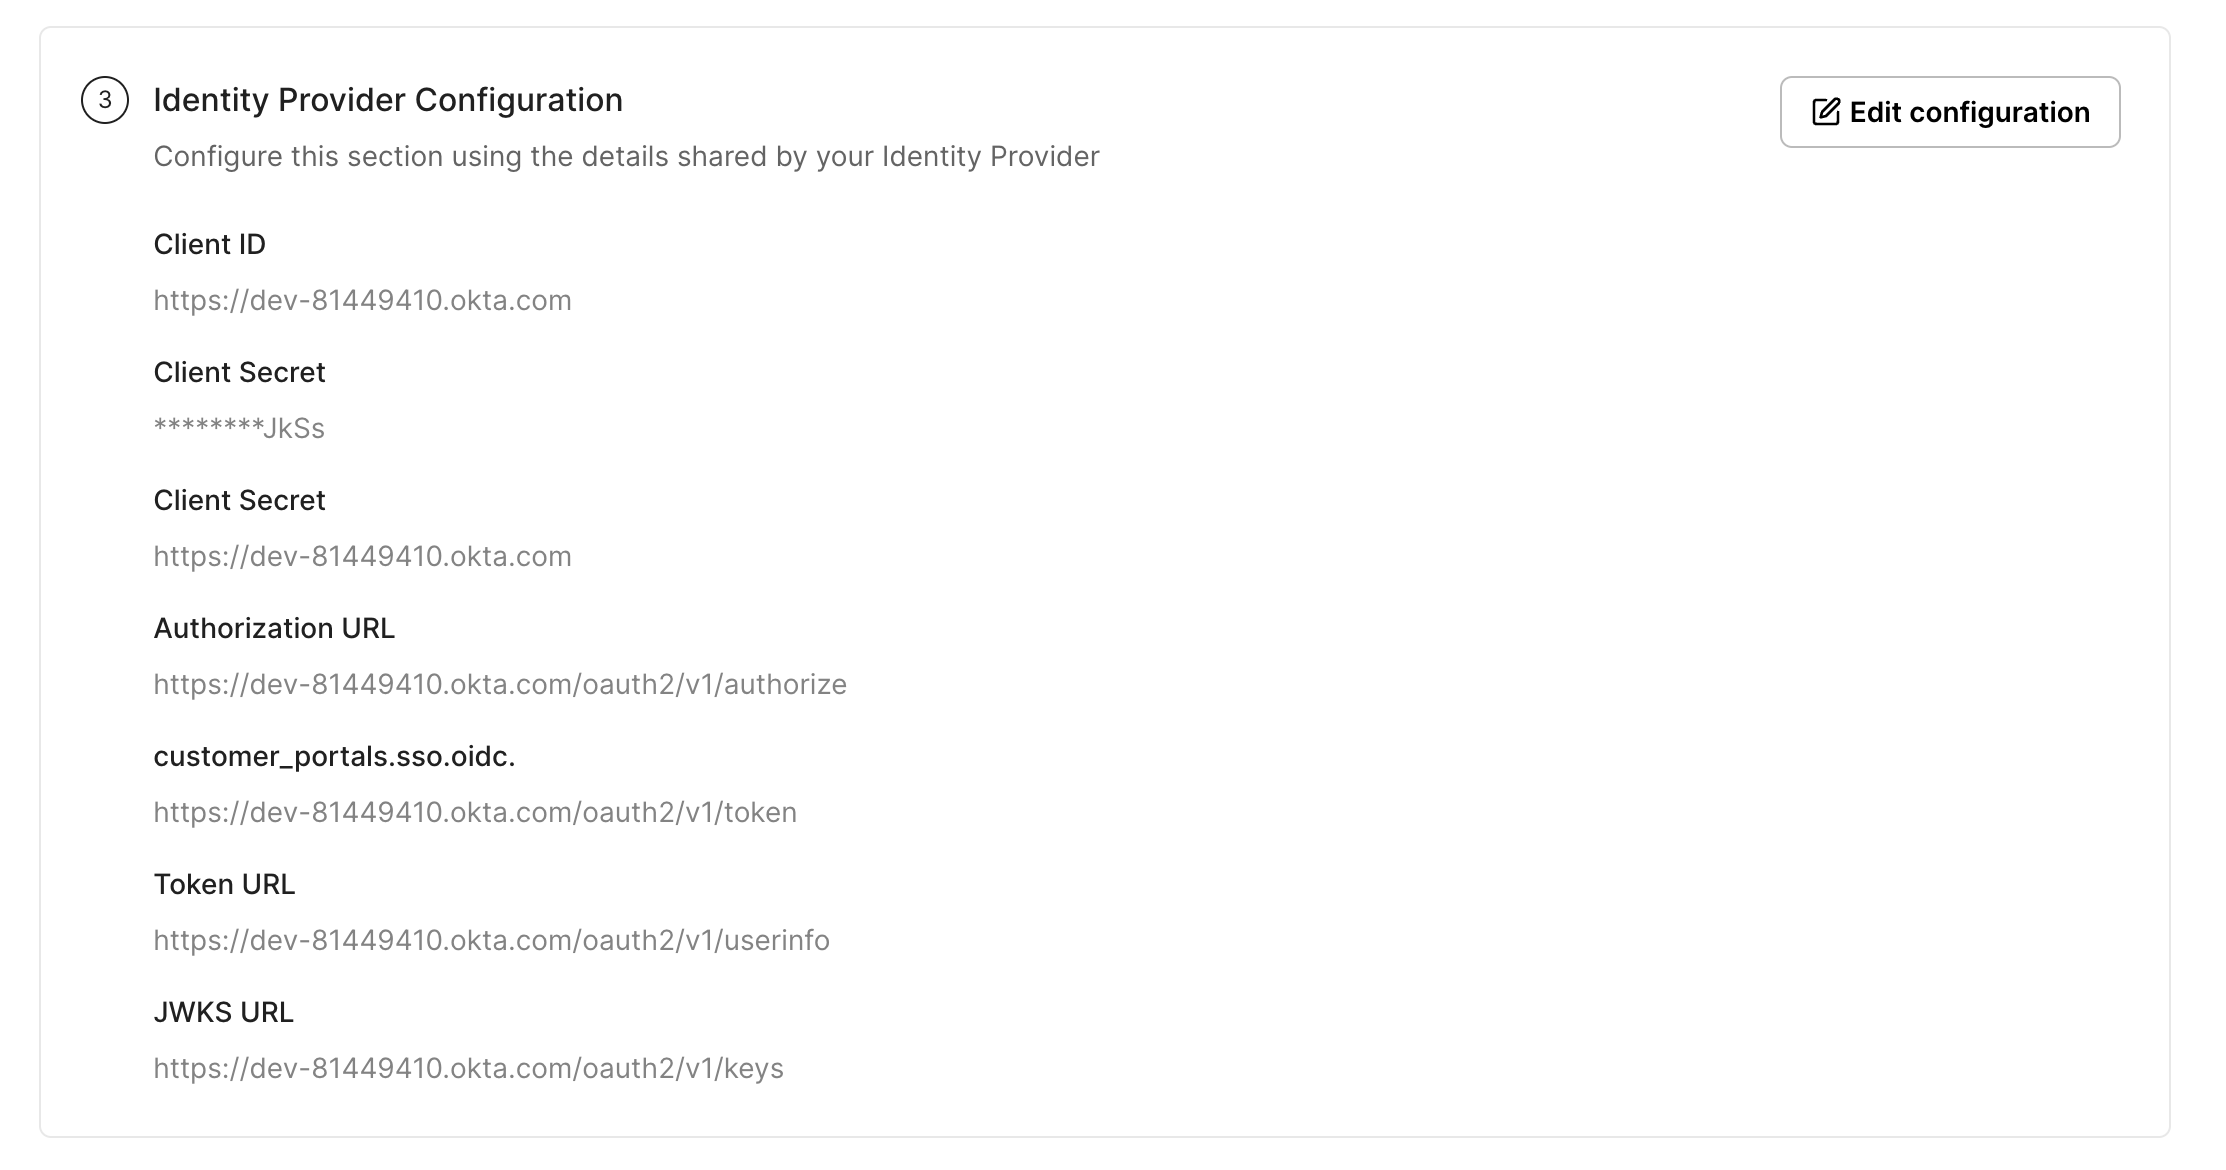 3
Identity Provider Configuration
Edit configuration
Configure this section using the details shared by your Identity Provider
Client ID
https://dev-81449410.okta.com
Client Secret
********JkSs
Client Secret
https://dev-81449410.okta.com
Authorization URL
https://dev-81449410.okta.com/oauth2/v1/authorize
customer_portals.sso.oidc.
https://dev-81449410.okta.com/oauth2/v1/token
Token URL
https://dev-81449410.okta.com/oauth2/v1/userinfo
JWKS URL
https://dev-81449410.okta.com/oauth2/v1/keys